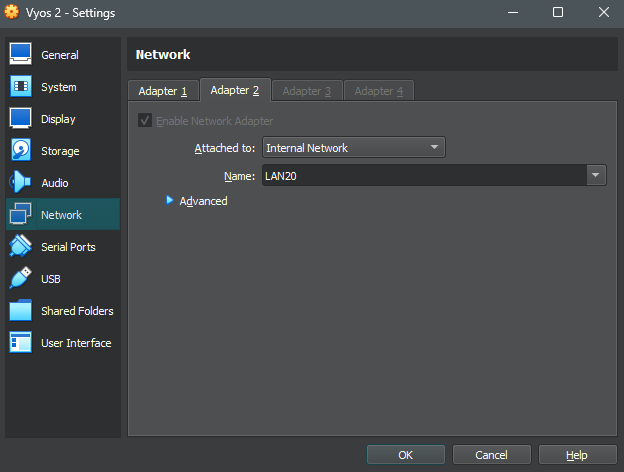 Vyos 2 - Settings
General
System
Display
Storage
Audio
Network
Serial Ports
USB
Shared Folders
User Interface
Network
Adapter 1 Adapter 2 Adapter 3 Adapter 4
Enable Network Adapter
Attached to: Internal Network
Name: LAN20
Advanced
OK Cancel Help